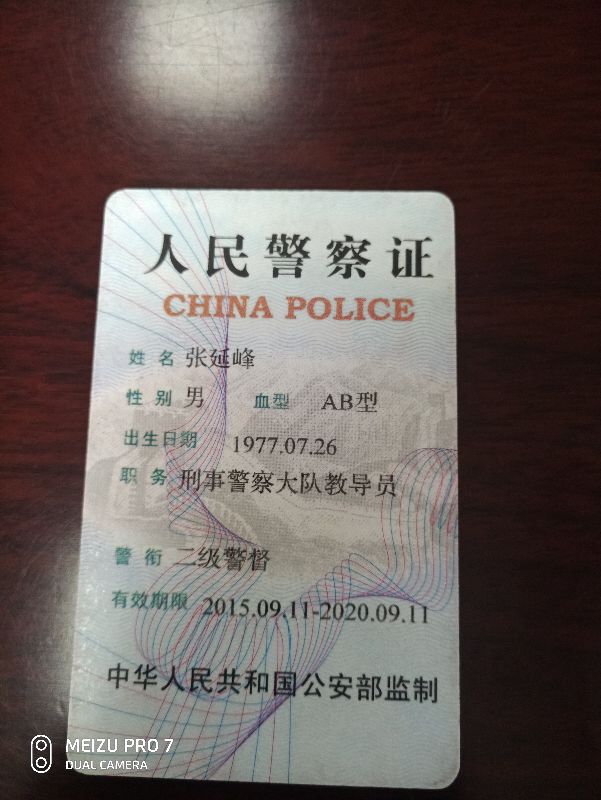 人民警察证
CHINA POLICE
姓名 张延峰
性别 男 血型 AB型
出生日期 1977.07.26
职务 刑事警察大队教导员
警衔 二级警督
有效期限 2015.09.11-2020.09.11
中华人民共和国公安部监制
MEIZU PRO 7
DUAL CAMERA